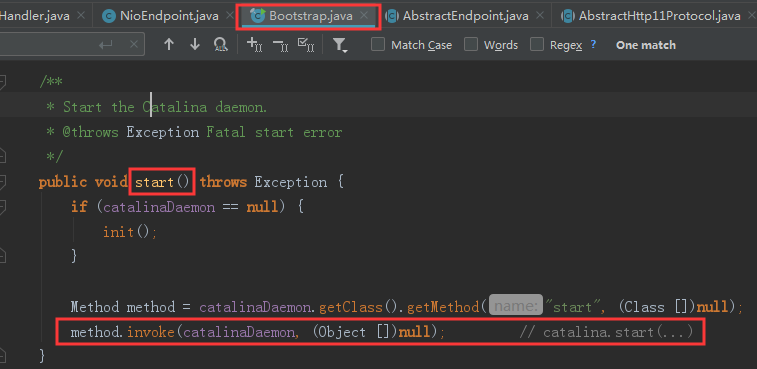 Handler.java × NioEndpoint.java × Bootstrap.java × AbstractEndpoint.java × AbstractHttp11Protocol.java
Match Case Words Regex ? One match
/**
* Start the Catalina daemon.
* @throws Exception Fatal start error
*/
public void start() throws Exception {
if (catalinaDaemon == null) {
init();
}
Method method = catalinaDaemon.getClass().getMethod( name: "start", (Class [])null);
method.invoke(catalinaDaemon, (Object [])null); // catalina.start(...)
}